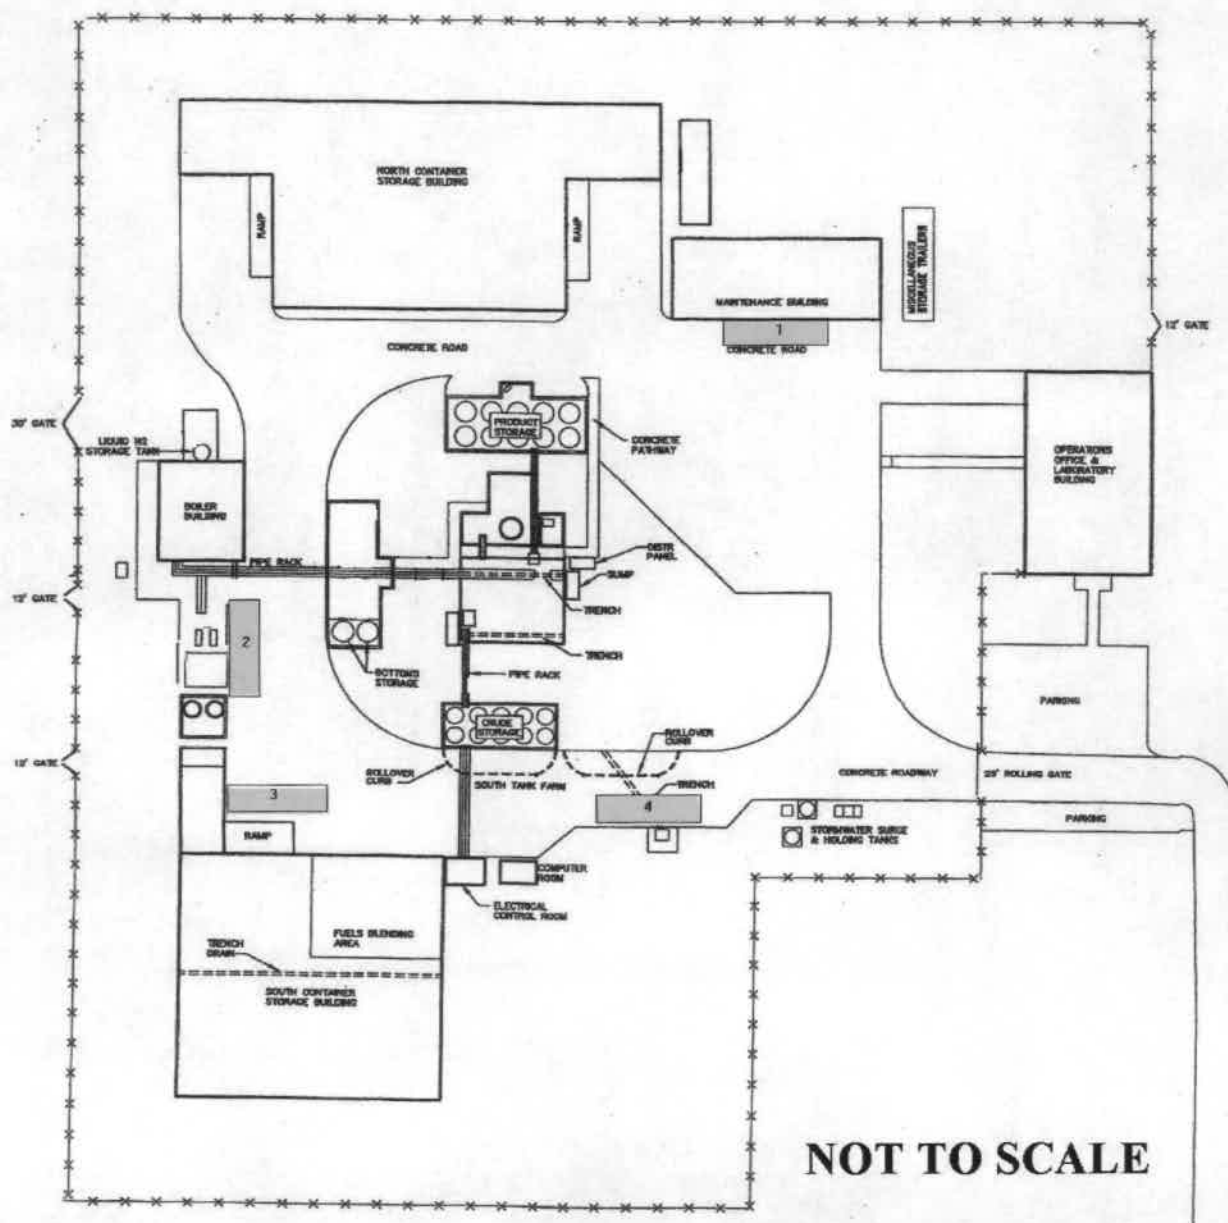 NORTH CONTAINER
STORAGE BUILDING
RAMP
RAMP
MISCELLANEOUS
STORAGE TRAILERS
MAINTENANCE BUILDING
1
12' GATE
CONCRETE ROAD
CONCRETE ROAD
30' GATE
LIQUID N2
STORAGE TANK
PRODUCT
STORAGE
CONCRETE
PATHWAY
OPERATIONS
OFFICE &
LABORATORY
BUILDING
BOILER
BUILDING
PIPE RACK
DISTR
PANEL
SUMP
12' GATE
TRENCH
2
TRENCH
BOTTOMS
STORAGE
PIPE RACK
PARKING
CRUDE
STORAGE
ROLLOVER
CURB
12' GATE
ROLLOVER
CURB
SOUTH TANK FARM
TRENCH
CONCRETE ROADWAY
25' ROLLING GATE
3
4
RAMP
STORMWATER SURGE
& HOLDING TANKS
PARKING
COMPUTER
ROOM
ELECTRICAL
CONTROL ROOM
FUELS BLENDING
AREA
TRENCH
DRAIN
SOUTH CONTAINER
STORAGE BUILDING
NOT TO SCALE